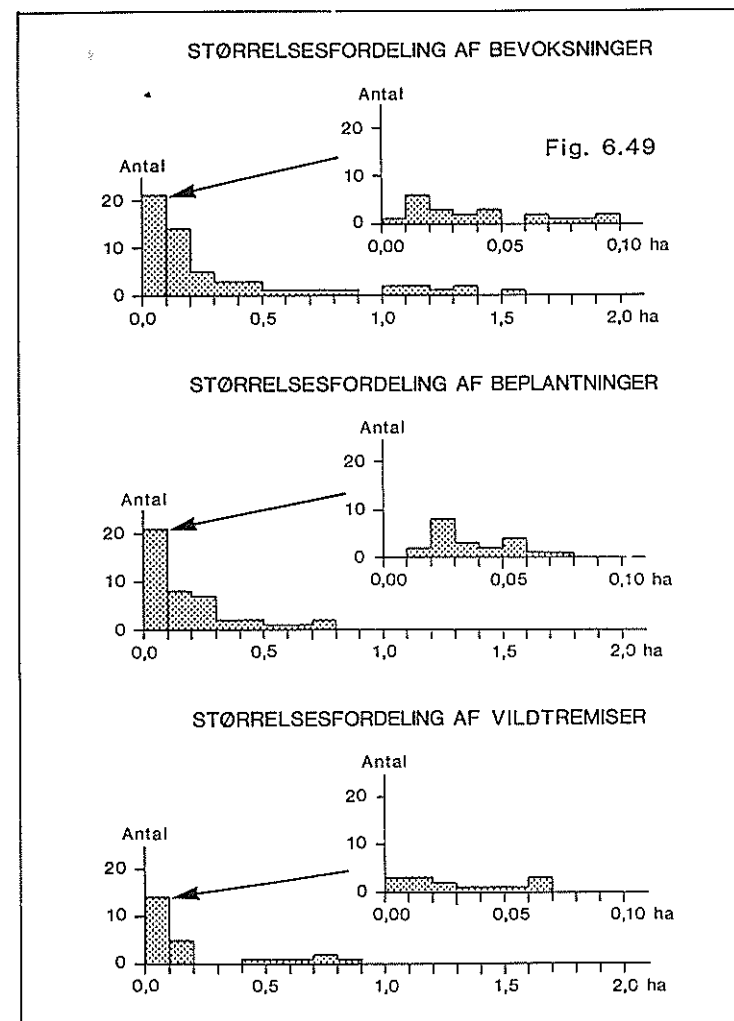 STØRRELSESFORDELING AF BEVOKSNINGER
Antal
20
10
0
0,00 0,05 0,10 ha
Fig. 6.49
Antal
20
10
0
0,0 0,5 1,0 1,5 2,0 ha
STØRRELSESFORDELING AF BEPLANTNINGER
Antal
20
10
0
0,00 0,05 0,10 ha
Antal
20
10
0
0,0 0,5 1,0 1,5 2,0 ha
STØRRELSESFORDELING AF VILDTREMISER
Antal
20
10
0
0,00 0,05 0,10 ha
Antal
20
10
0
0,0 0,5 1,0 1,5 2,0 ha